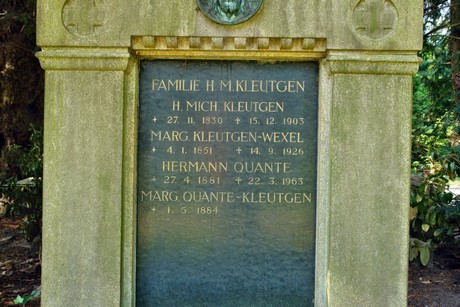 FAMILIE H. M. KLEUTGEN
H. MICH. KLEUTGEN
+ 27. 11. 1830 + 15. 12. 1903
MARG. KLEUTGEN-WEXEL
+ 4. 1. 1851 + 14. 9. 1926
HERMANN QUANTE
+ 27. 4. 1881 + 22. 3. 1963
MARG. QUANTE-KLEUTGEN
+ 1. 5. 1884